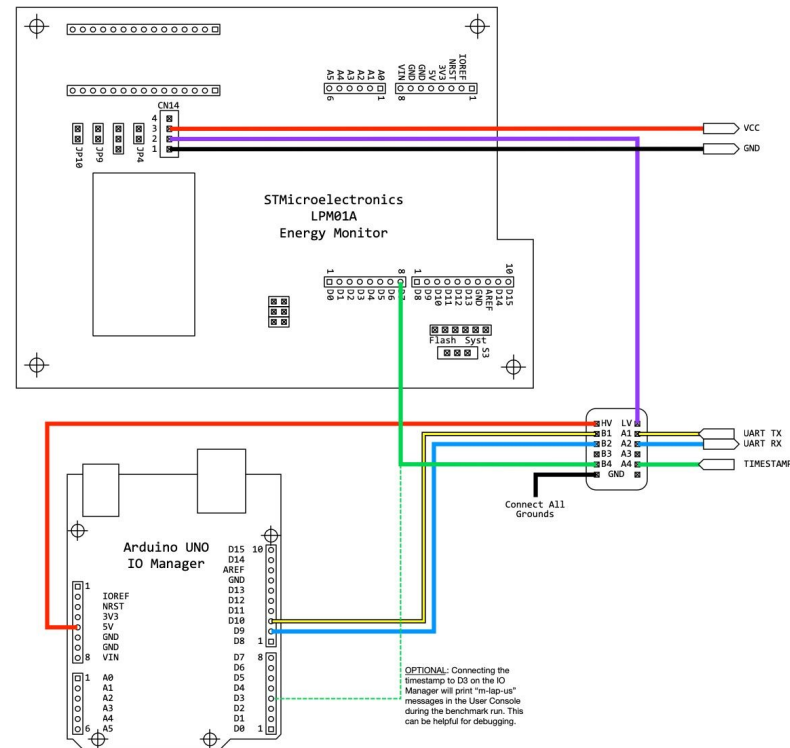 A5
A4
A3
A2
A1
A0
6
1
VIN
GND
GND
5V
3V3
NRST
IOREF
8
1
CN14
4
3
2
1
JP10
JP9
JP4
VCC
GND
STMicroelectronics
LPM01A
Energy Monitor
1
8
1
10
D0
D1
D2
D3
D4
D5
D6
D7
D8
D9
D10
D11
D12
D13
GND
AREF
D14
D15
Flash Syst
S3
HV LV
B1 A1
B2 A2
B3 A3
B4 A4
GND
UART TX
UART RX
TIMESTAMP
Connect All
Grounds
Arduino UNO
IO Manager
1
IOREF
NRST
3V3
5V
GND
GND
8 VIN
1 A0
A1
A2
A3
A4
6 A5
D15 10
D14
AREF
GND
D13
D12
D11
D10
D9
D8 1
D7 8
D6
D5
D4
D3
D2
D1
D0 1
OPTIONAL: Connecting the
timestamp to D3 on the IO
Manager will print “m-lap-us”
messages in the User Console
during the benchmark run. This
can be helpful for debugging.